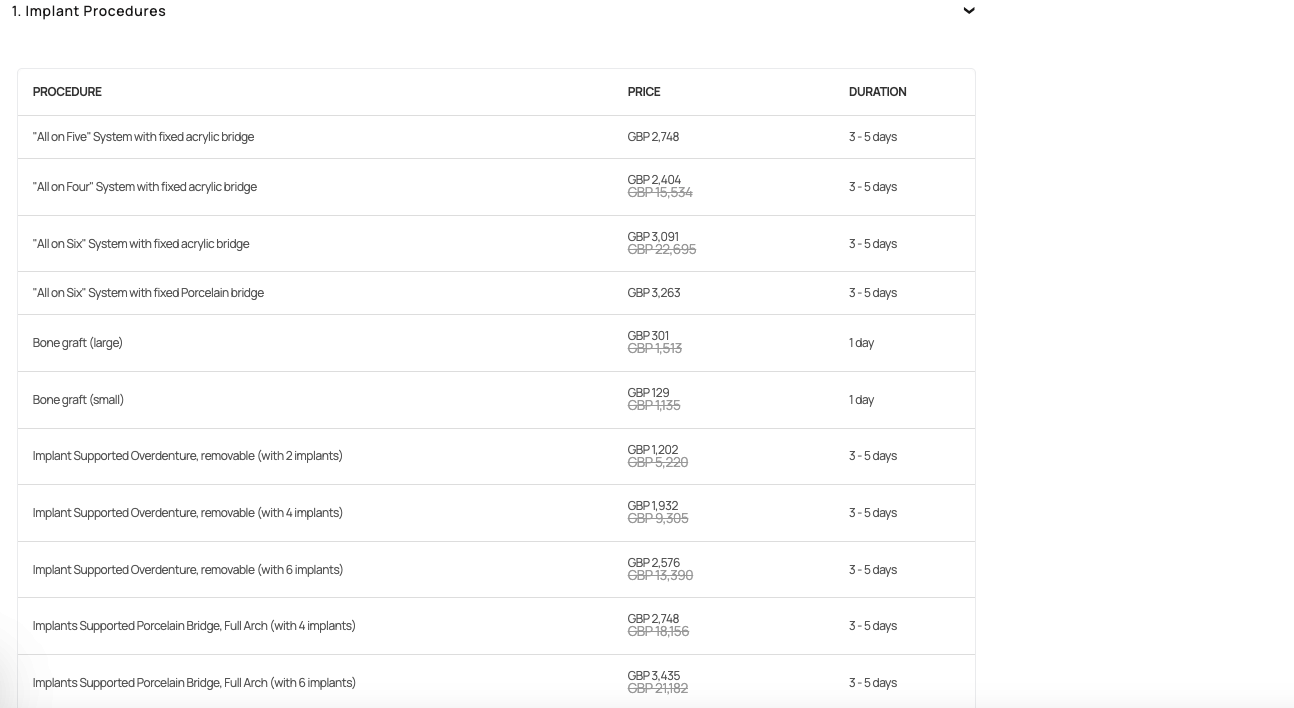 1. Implant Procedures
PROCEDURE PRICE DURATION
"All on Five" System with fixed acrylic bridge GBP 2,748 3 - 5 days
"All on Four" System with fixed acrylic bridge GBP 2,404 3 - 5 days
GBP 15,534
"All on Six" System with fixed acrylic bridge GBP 3,091 3 - 5 days
GBP 22,695
"All on Six" System with fixed Porcelain bridge GBP 3,263 3 - 5 days
Bone graft (large) GBP 301 1 day
GBP 1,513
Bone graft (small) GBP 129 1 day
GBP 1,135
Implant Supported Overdenture, removable (with 2 implants) GBP 1,202 3 - 5 days
GBP 5,220
Implant Supported Overdenture, removable (with 4 implants) GBP 1,932 3 - 5 days
GBP 9,305
Implant Supported Overdenture, removable (with 6 implants) GBP 2,576 3 - 5 days
GBP 13,390
Implants Supported Porcelain Bridge, Full Arch (with 4 implants) GBP 2,748 3 - 5 days
GBP 18,156
Implants Supported Porcelain Bridge, Full Arch (with 6 implants) GBP 3,435 3 - 5 days
GBP 21,182